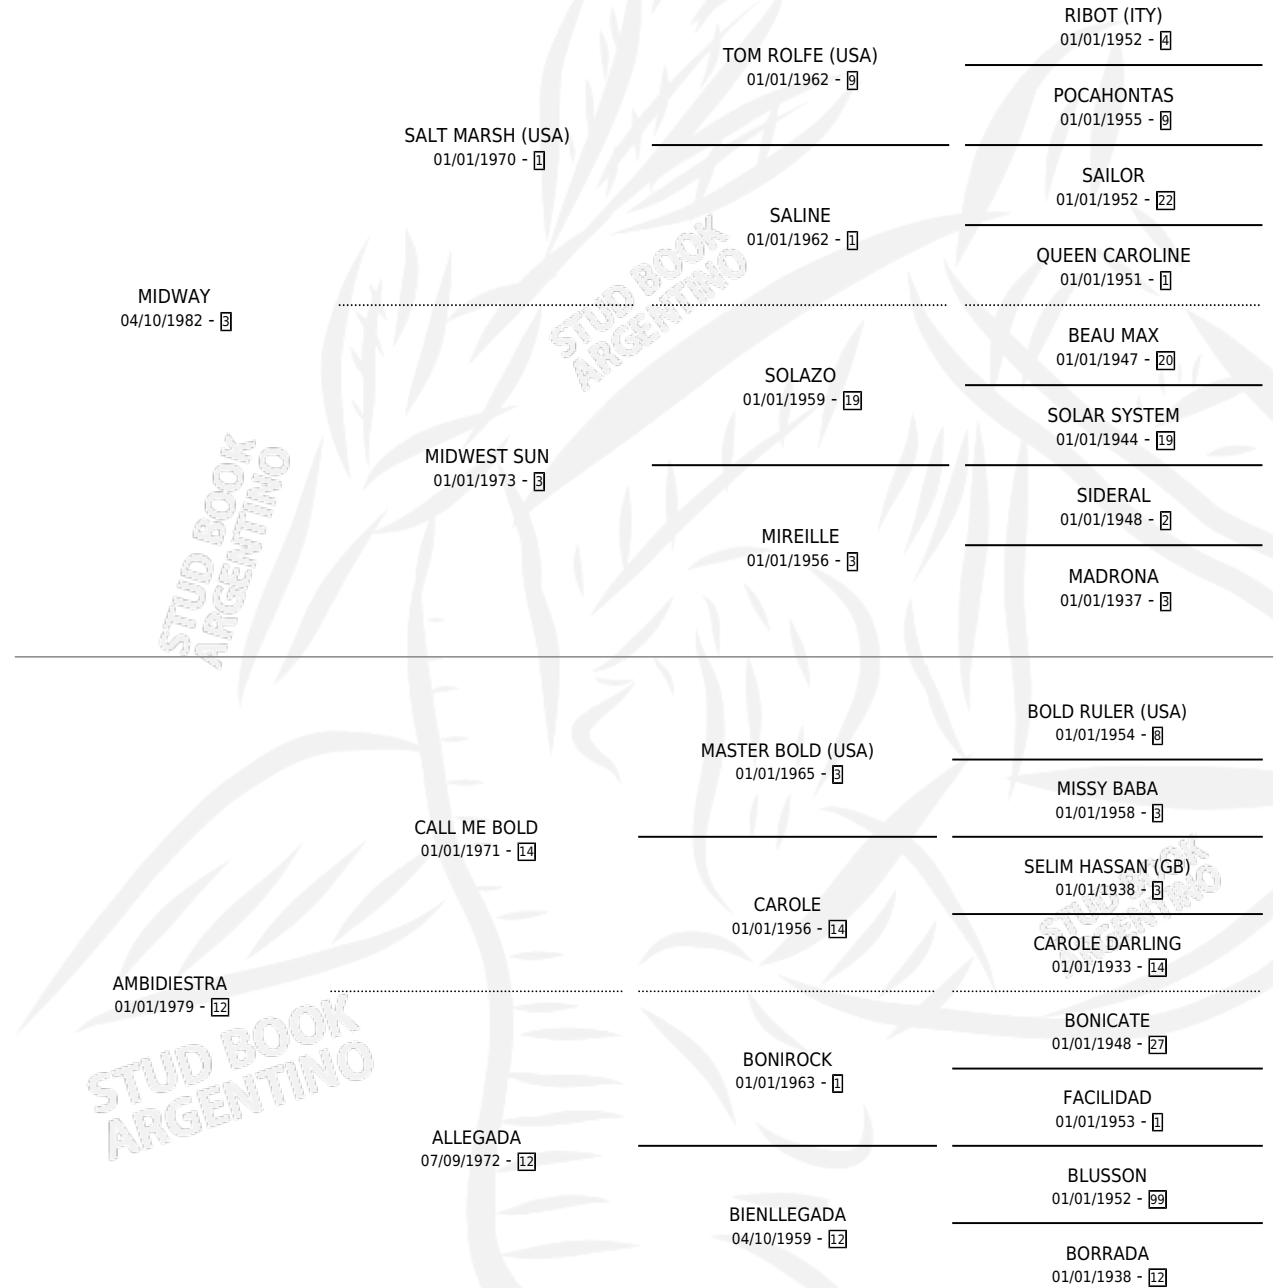 RIBOT (ITY)
01/01/1952 - 4
TOM ROLFE (USA)
01/01/1962 - 9
POCAHONTAS
01/01/1955 - 9
SALT MARSH (USA)
01/01/1970 - 1
SAILOR
01/01/1952 - 22
SALINE
01/01/1962 - 1
QUEEN CAROLINE
01/01/1951 - 1
MIDWAY
04/10/1982 - 3
BEAU MAX
01/01/1947 - 20
SOLAZO
01/01/1959 - 19
SOLAR SYSTEM
01/01/1944 - 19
MIDWEST SUN
01/01/1973 - 3
SIDERAL
01/01/1948 - 2
MIREILLE
01/01/1956 - 3
MADRONA
01/01/1937 - 3
STUD BOOK
ARGENTINO
STUD BOOK
ARGENTINO
BOLD RULER (USA)
01/01/1954 - 8
MASTER BOLD (USA)
01/01/1965 - 3
MISSY BABA
01/01/1958 - 3
CALL ME BOLD
01/01/1971 - 14
SELIM HASSAN (GB)
01/01/1938 - 3
CAROLE
01/01/1956 - 14
CAROLE DARLING
01/01/1933 - 14
STUD BOOK
ARGENTINO
AMBIDIESTRA
01/01/1979 - 12
BONICATE
01/01/1948 - 27
BONIROCK
01/01/1963 - 1
FACILIDAD
01/01/1953 - 1
STUD BOOK
ARGENTINO
ALLEGADA
07/09/1972 - 12
BLUSSON
01/01/1952 - 99
BIENLLEGADA
04/10/1959 - 12
BORRADA
01/01/1938 - 12